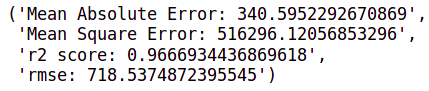 ('Mean Absolute Error: 340.5952292670869',
'Mean Square Error: 516296.12056853296',
'r2 score: 0.9666934436869618',
'rmse: 718.5374872395545')